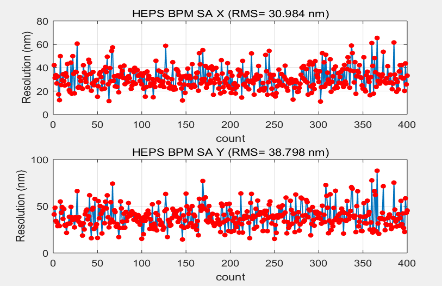 HEPS BPM SA X (RMS= 30.984 nm)
80
60
40
20
0
Resolution (nm)
0 50 100 150 200 250 300 350 400
count
HEPS BPM SA Y (RMS= 38.798 nm)
100
50
0
Resolution (nm)
0 50 100 150 200 250 300 350 400
count